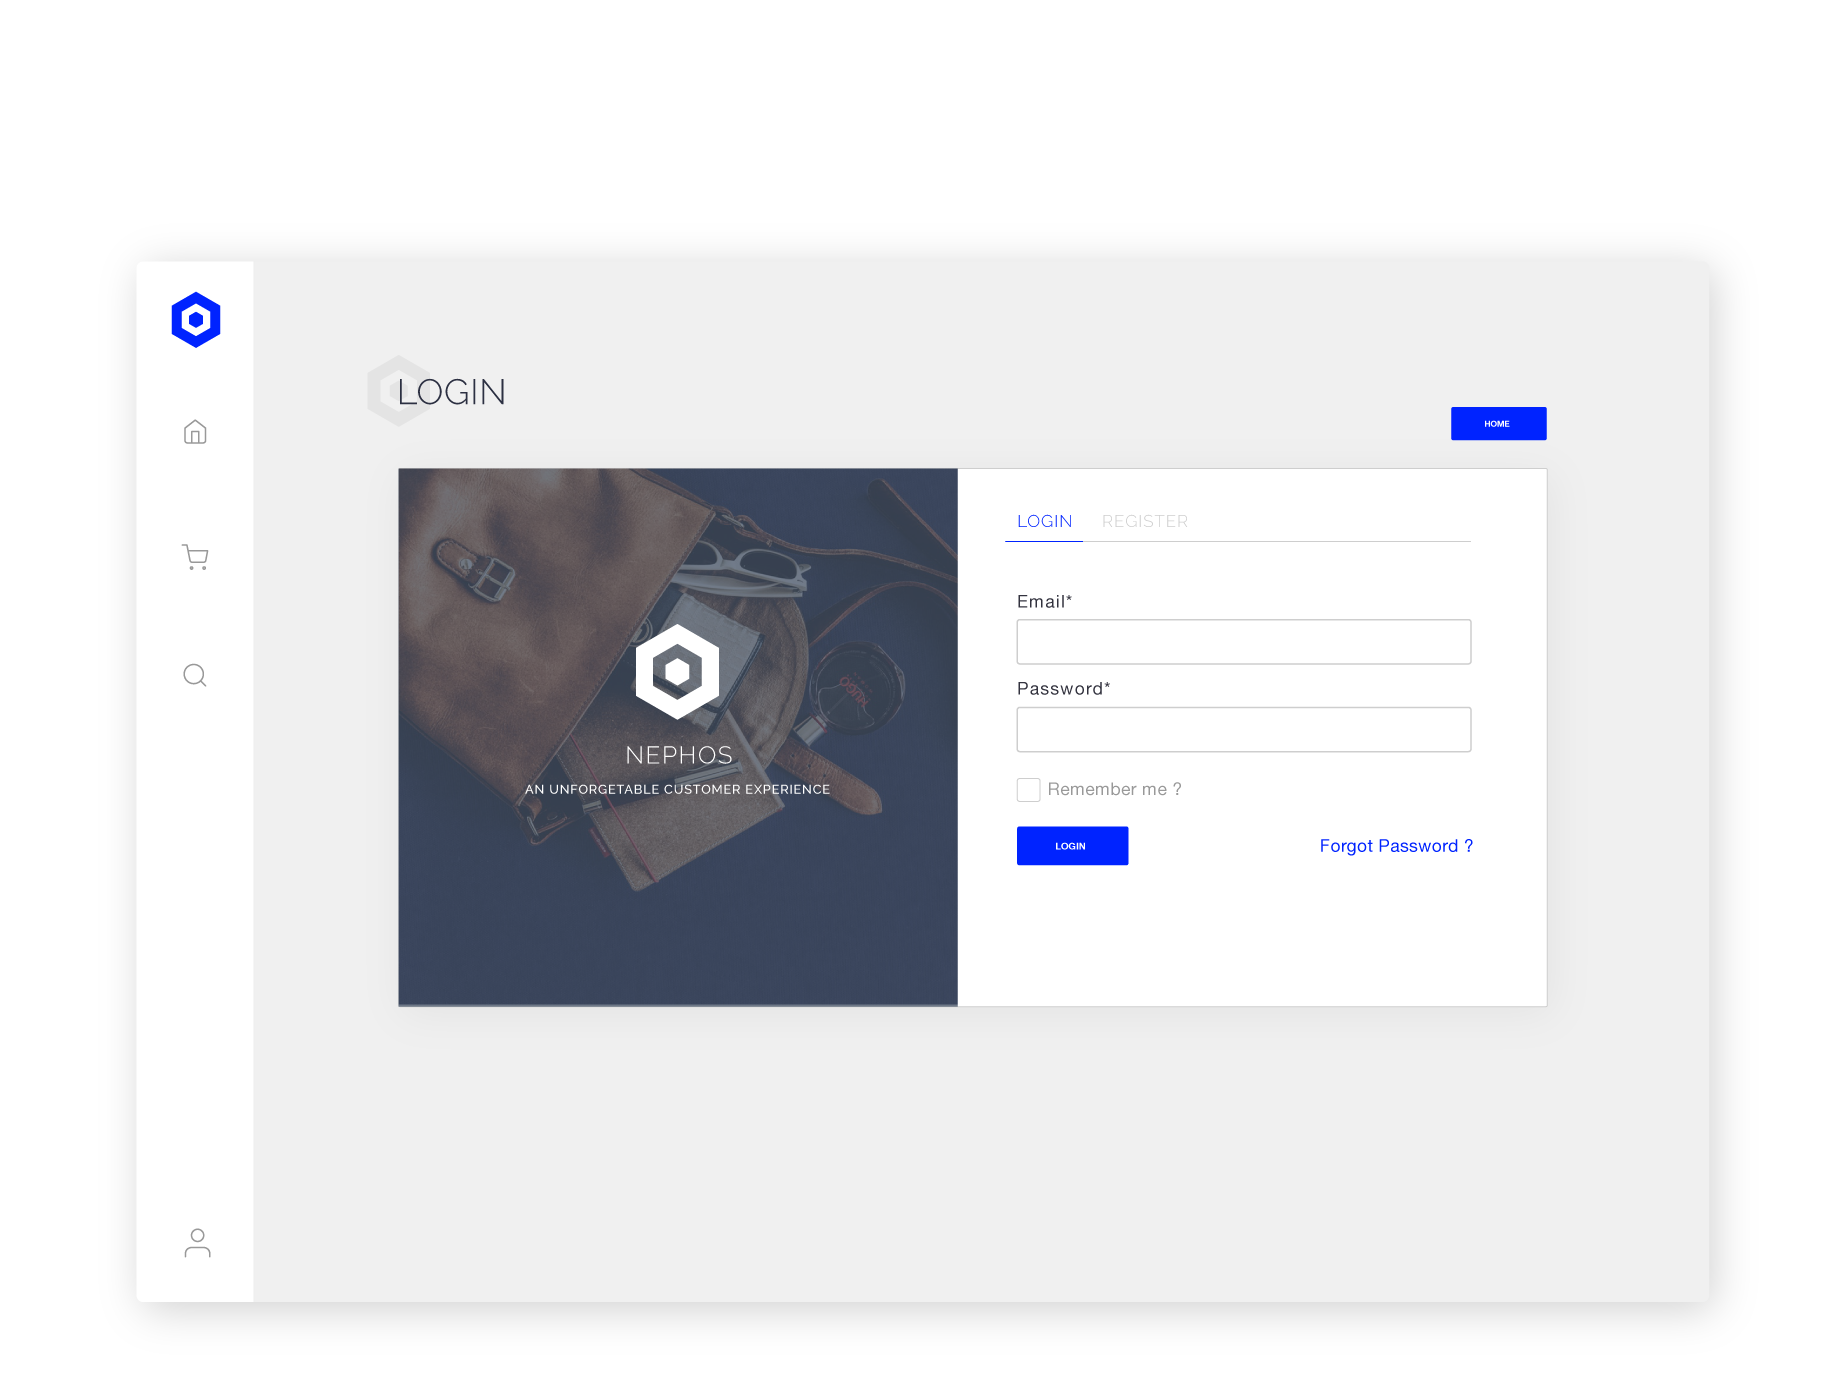 LOGIN
HOME
LOGIN REGISTER
Email*
Password*
Remember me ?
LOGIN Forgot Password ?
NEPHOS
AN UNFORGETABLE CUSTOMER EXPERIENCE